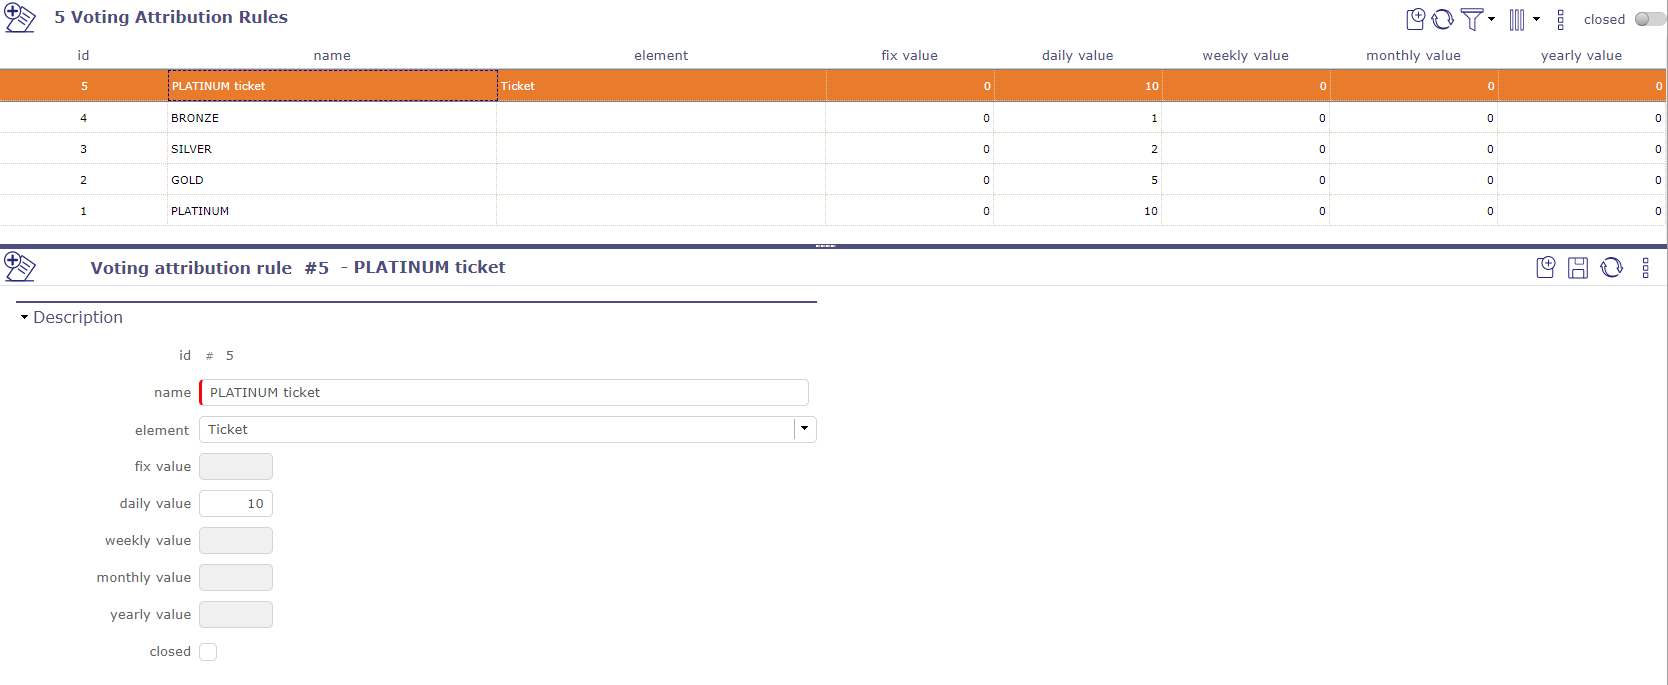 5 Voting Attribution Rules closed
id name element fix value daily value weekly value monthly value yearly value
5 PLATINUM ticket Ticket 0 10 0 0 0
4 BRONZE 0 1 0 0 0
3 SILVER 0 2 0 0 0
2 GOLD 0 5 0 0 0
1 PLATINUM 0 10 0 0 0
Voting attribution rule #5 - PLATINUM ticket
Description
id # 5
name PLATINUM ticket
element Ticket
fix value
daily value 10
weekly value
monthly value
yearly value
closed